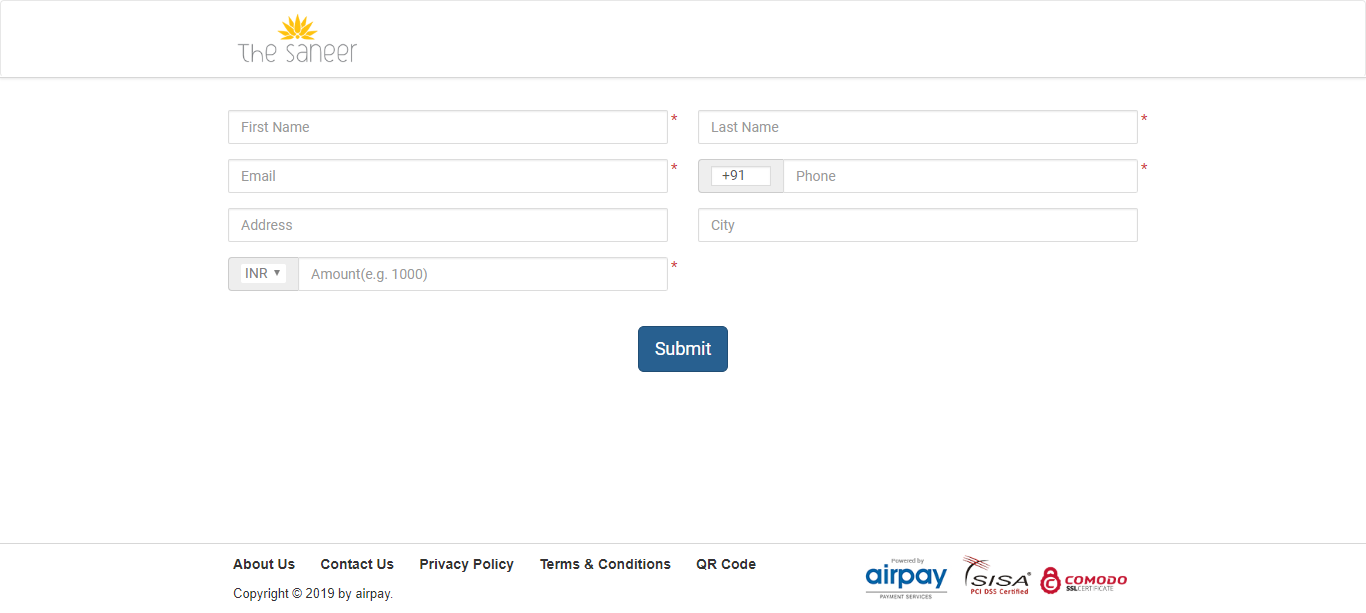 The saneer
First Name *
Last Name *
Email *
+91 Phone *
Address
City
INR ▼ Amount(e.g. 1000) *
Submit
About Us Contact Us Privacy Policy Terms & Conditions QR Code
Copyright © 2019 by airpay.
Powered by
airpay
PAYMENT SERVICES
SISA
PCI DSS Certified
COMODO
SSL CERTIFICATE